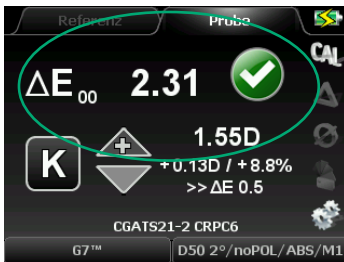 Referenz Probe
CAL
ΔE00 2.31
K 1.55D
+0.13D / +8.8%
>> ΔE 0.5
CGATS21-2 CRPC6
G7™ D50 2°/noPOL/ABS/M1